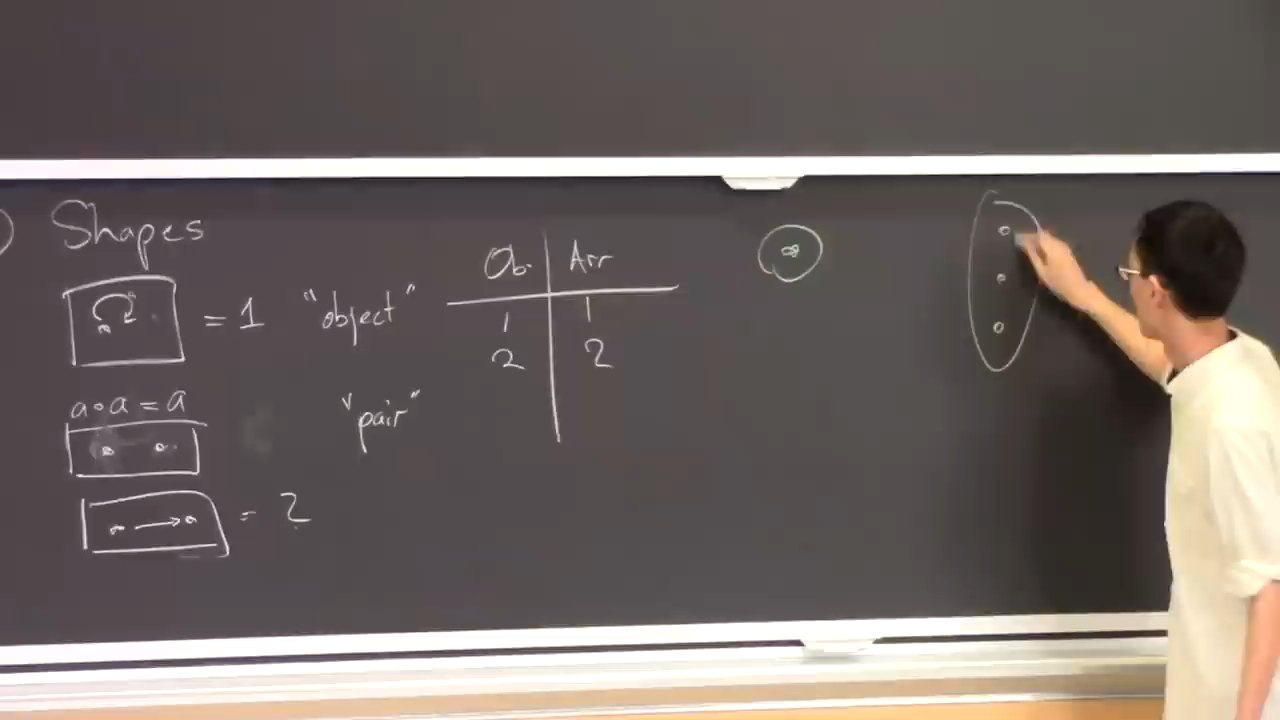 Shapes
= 1 "object"
a∘a = a
"pair"
= 2
Ob. Arr
1 1
2 2